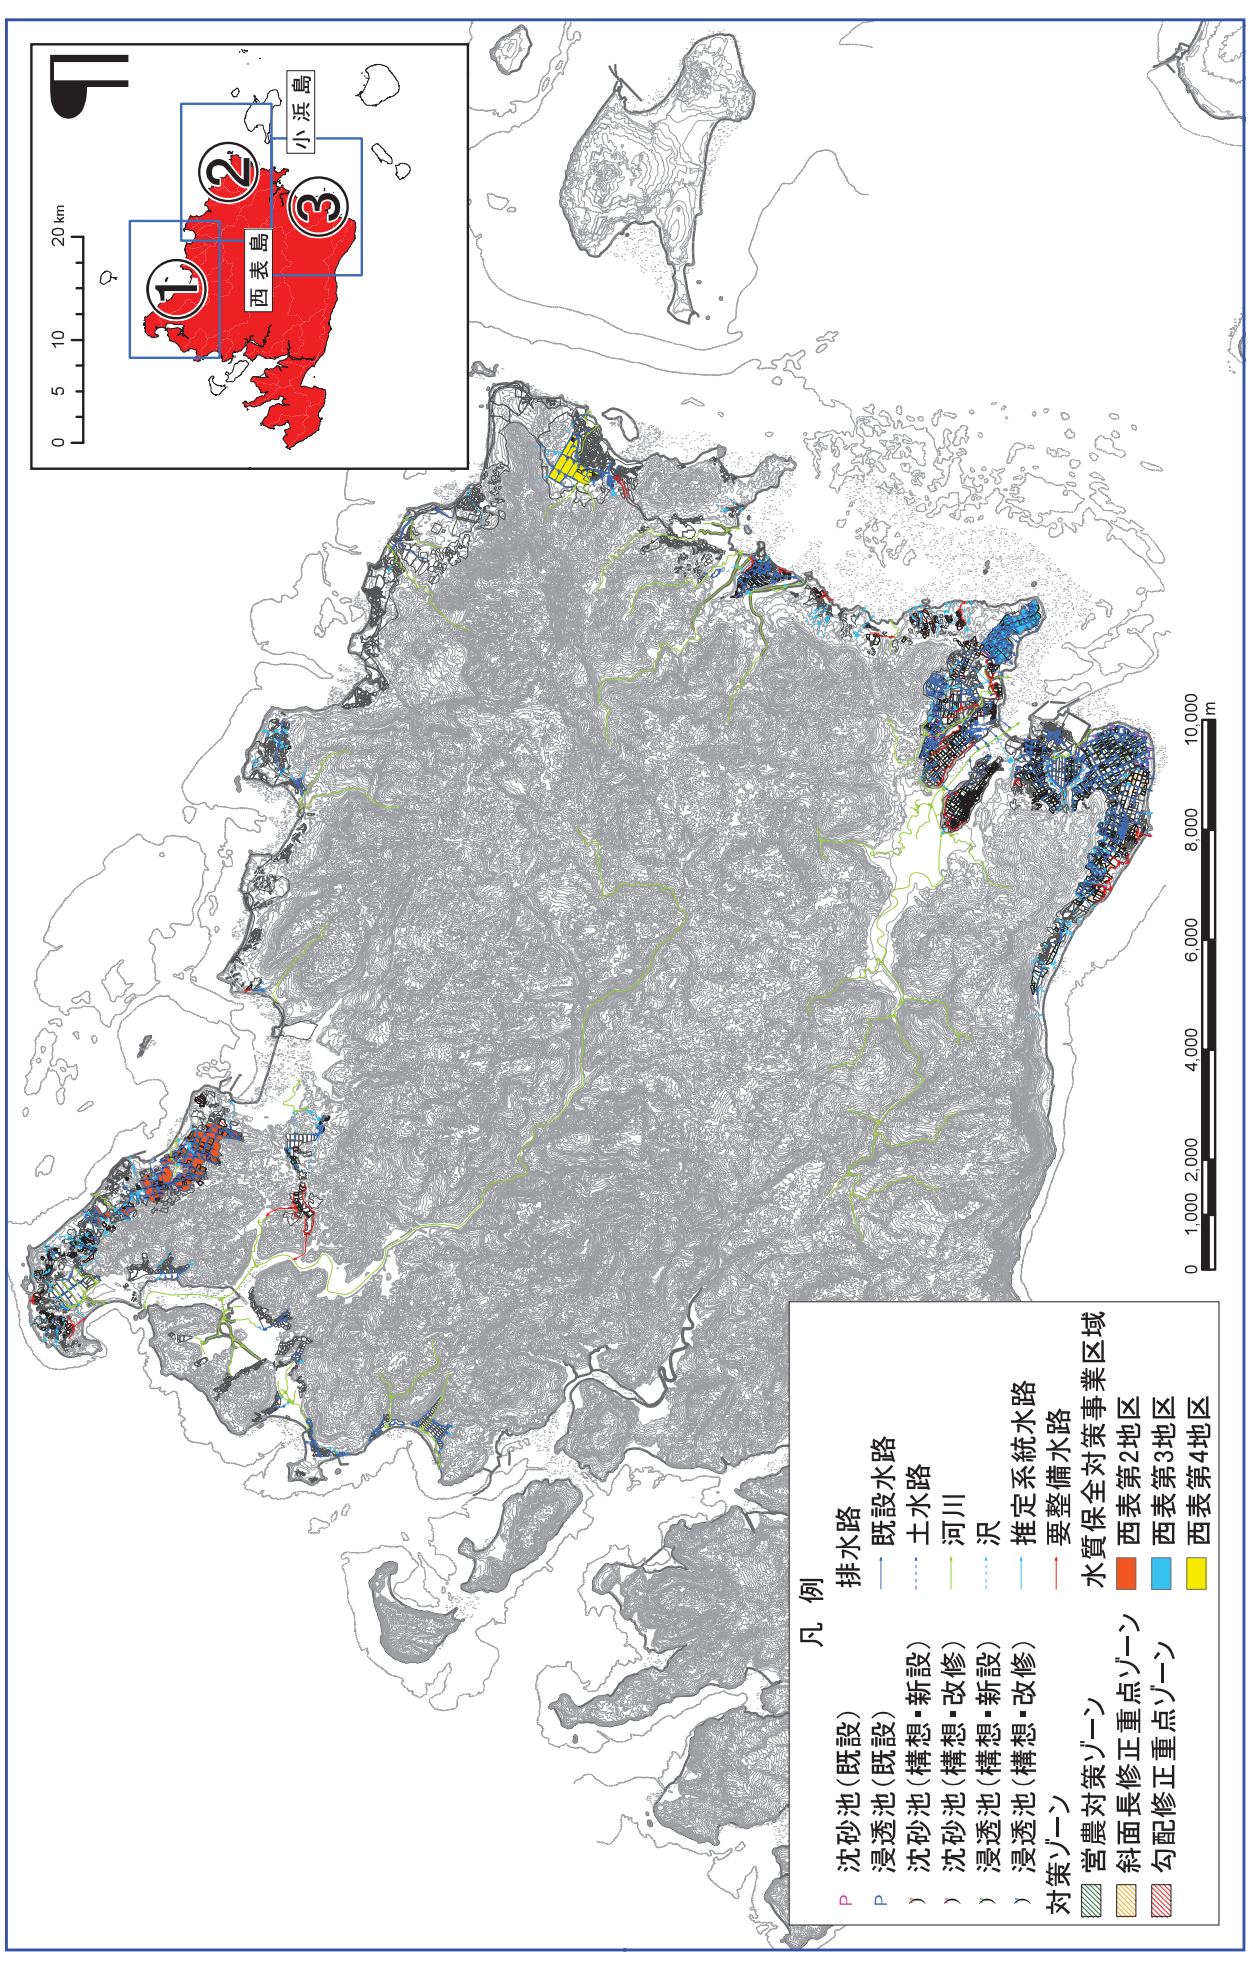 0 5 10 20 km
①
②
③
西表島
小浜島
凡 例
P 沈砂池(既設)
P 浸透池(既設)
沈砂池(構想・新設)
沈砂池(構想・改修)
浸透池(構想・新設)
浸透池(構想・改修)
対策ゾーン
営農対策ゾーン
斜面長修正重点ゾーン
勾配修正重点ゾーン
排水路
既設水路
土水路
河川
沢
推定系統水路
要整備水路
水質保全対策事業区域
西表第2地区
西表第3地区
西表第4地区
0 1,000 2,000 4,000 6,000 8,000 10,000
m